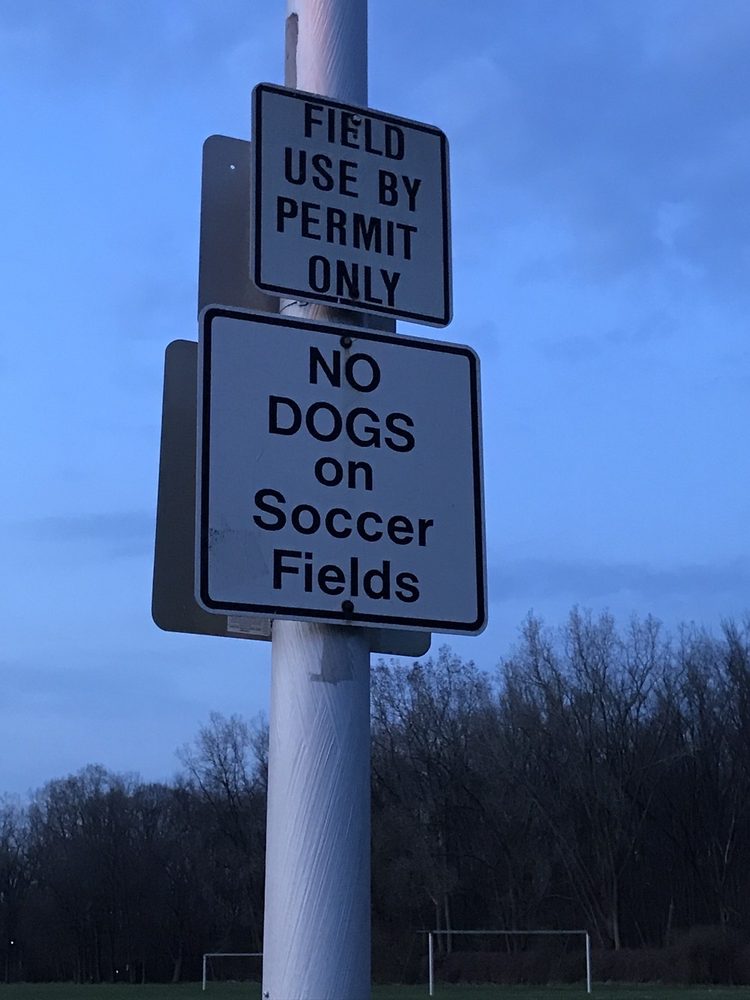 FIELD
USE BY
PERMIT
ONLY
NO
DOGS
on
Soccer
Fields